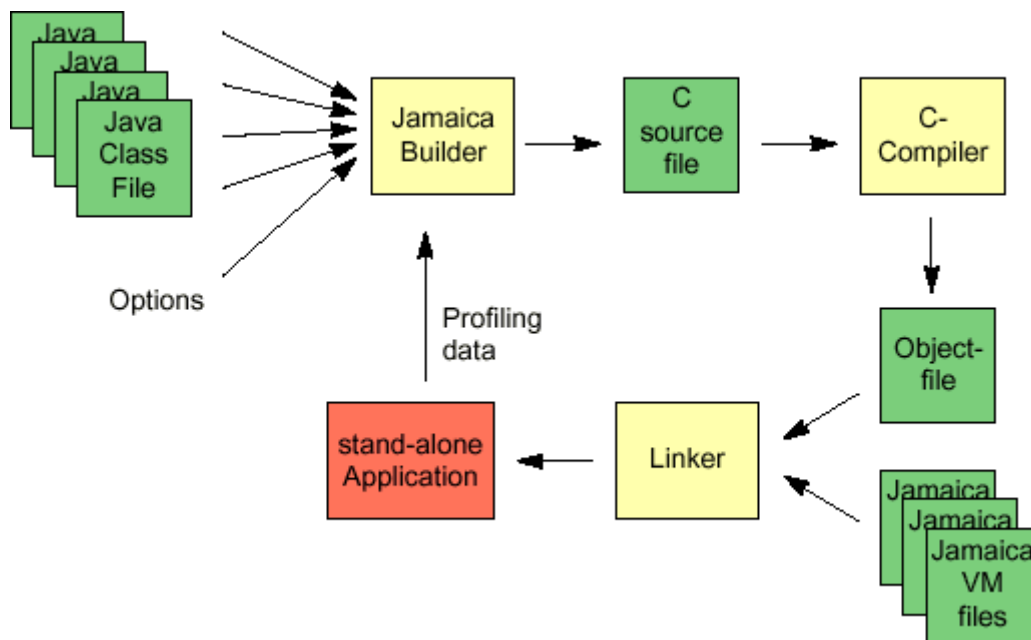 Java
Java
Java
Java
Class
File
Options
Jamaica
Builder
C
source
file
C-
Compiler
Profiling
data
Object-
file
stand-alone
Application
Linker
Jamaica
Jamaica
Jamaica
VM
files